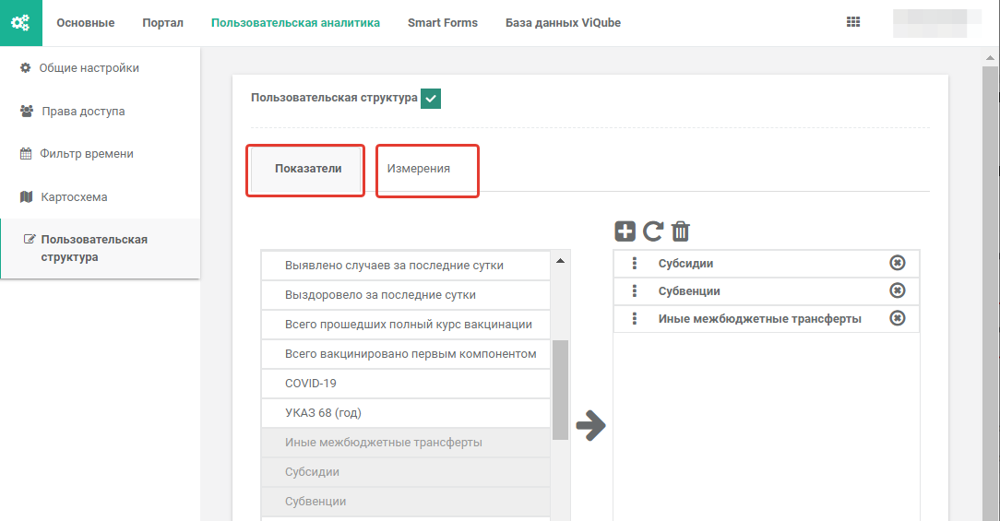 Основные Портал Пользовательская аналитика Smart Forms База данных ViQube
Общие настройки
Права доступа
Фильтр времени
Картосхема
Пользовательская
структура
Пользовательская структура
Показатели Измерения
Выявлено случаев за последние сутки
Выздоровело за последние сутки
Всего прошедших полный курс вакцинации
Всего вакцинировано первым компонентом
COVID-19
УКАЗ 68 (год)
Иные межбюджетные трансферты
Субсидии
Субвенции
Субсидии
Субвенции
Иные межбюджетные трансферты